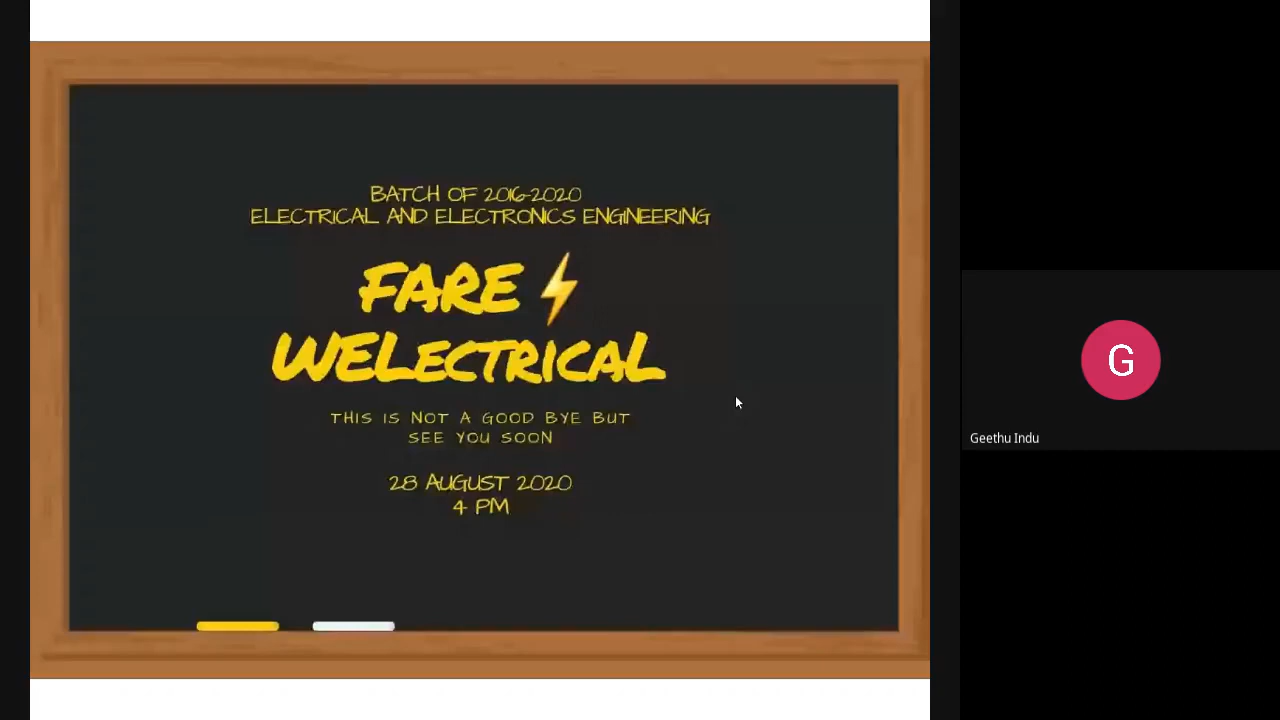 BATCH OF 2016-2020
ELECTRICAL AND ELECTRONICS ENGINEERING
FARE⚡
WELECTRICAL
THIS IS NOT A GOOD BYE BUT
SEE YOU SOON
28 AUGUST 2020
4 PM
G
Geethu Indu